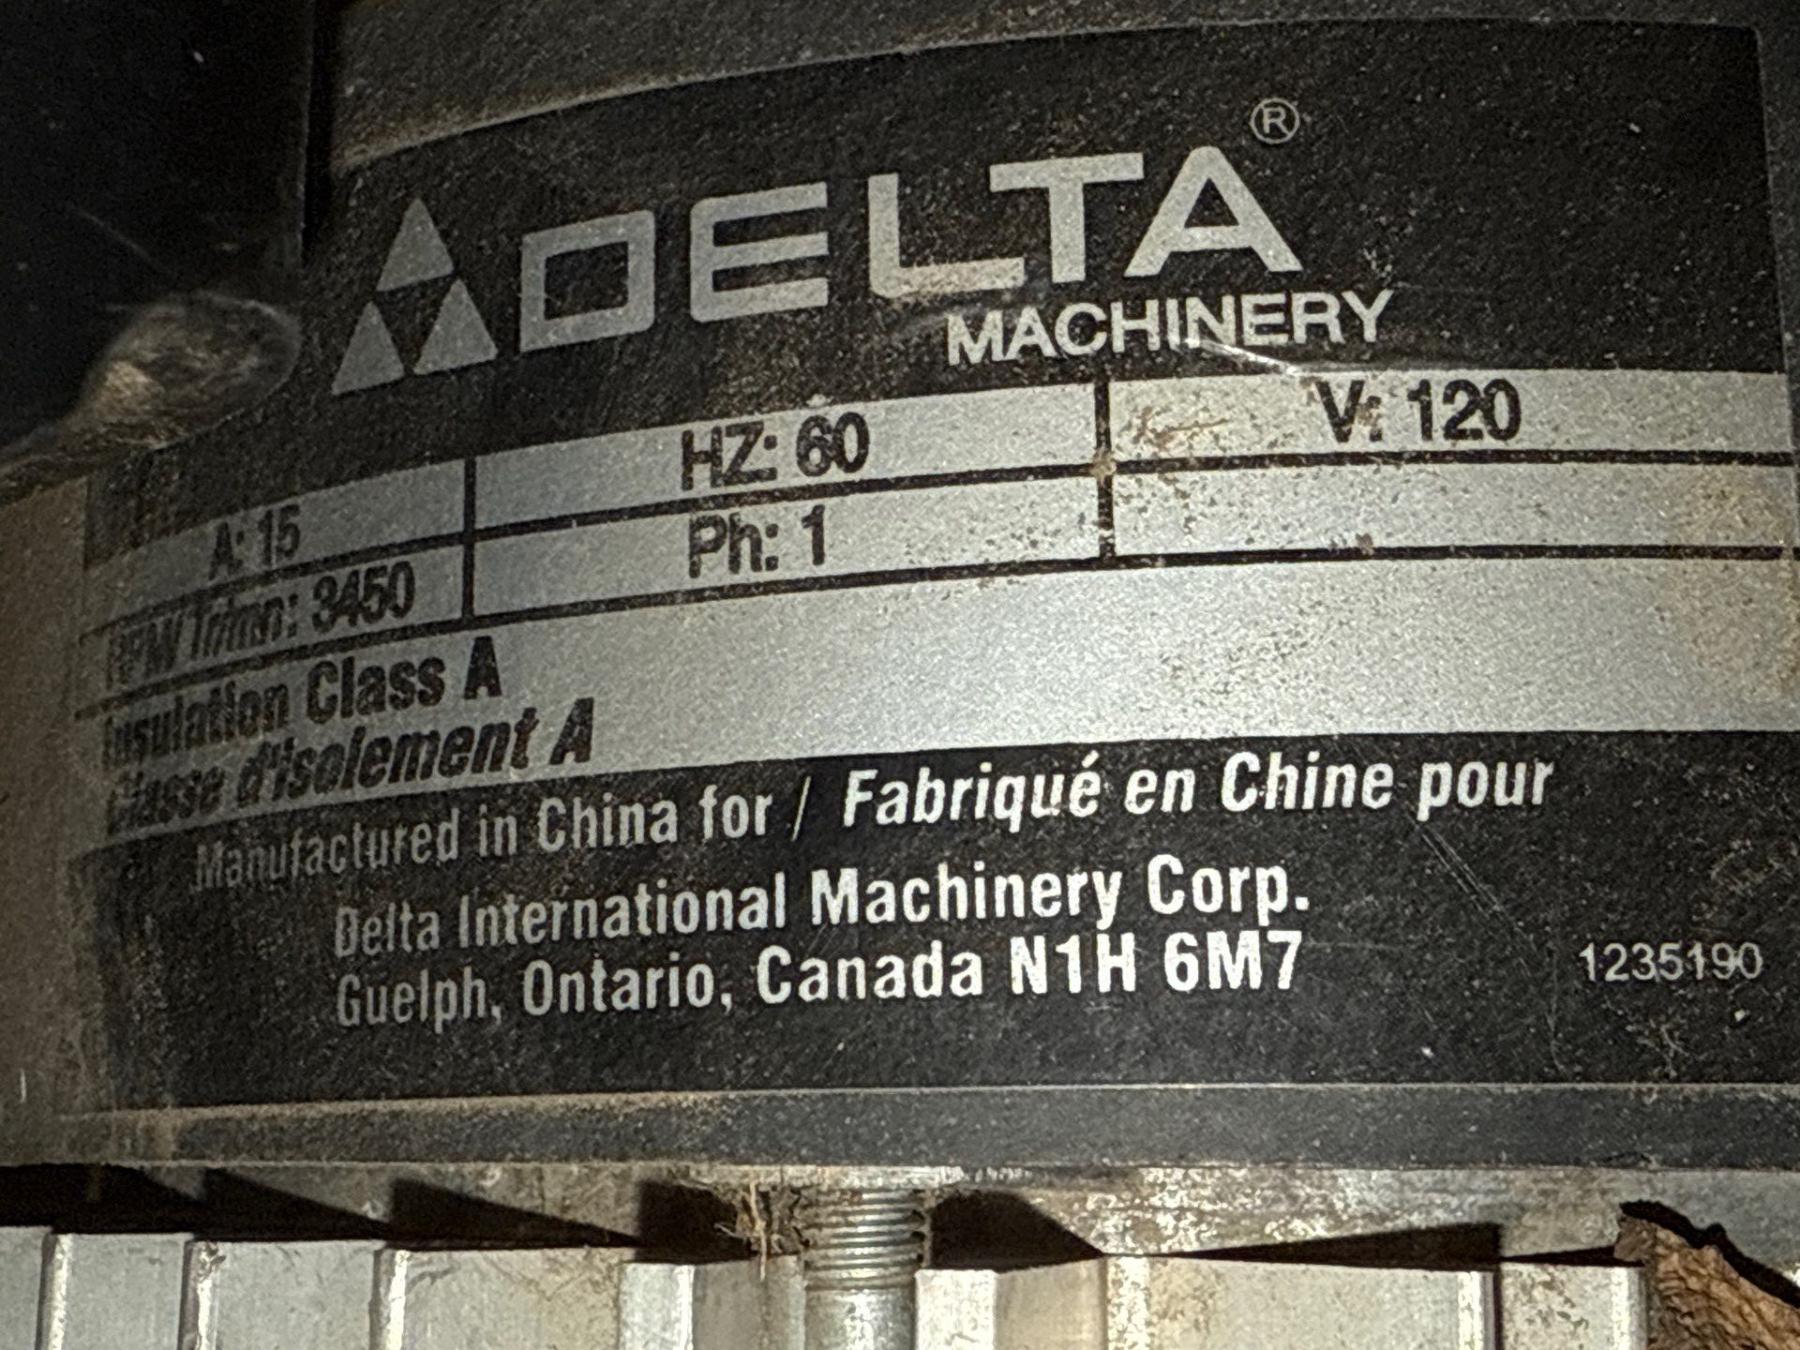 DELTA®
MACHINERY
A: 15 HZ: 60 V: 120
RPM Tr/mn: 3450 Ph: 1
Insulation Class A
Classe d'isolement A
Manufactured in China for / Fabriqué en Chine pour
Delta International Machinery Corp.
Guelph, Ontario, Canada N1H 6M7
1235190